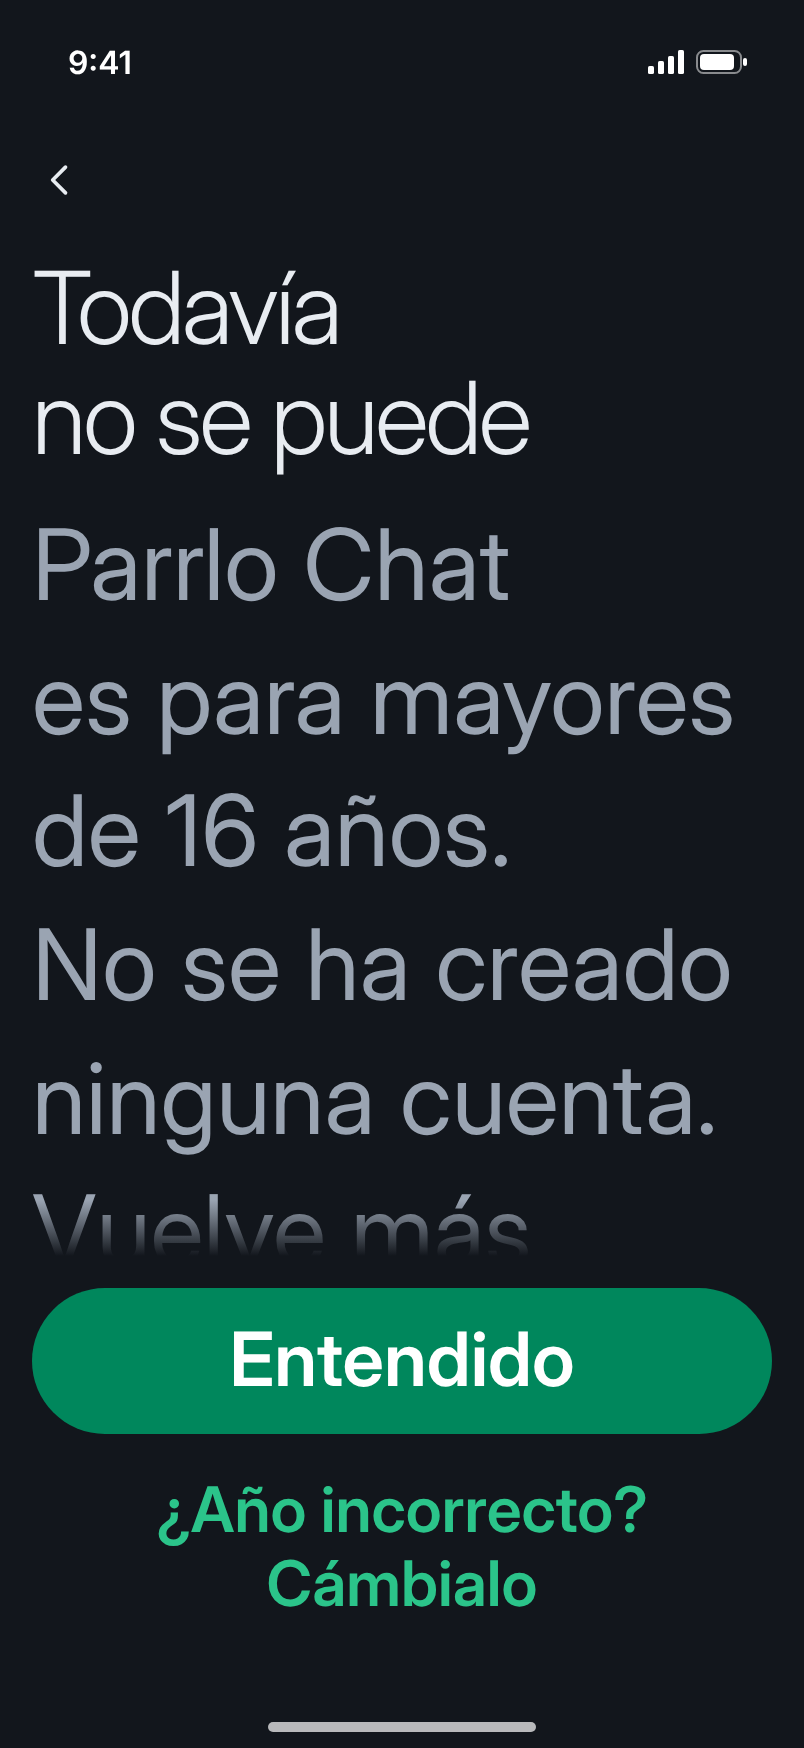 9:41
Todavía
no se puede
Parrlo Chat
es para mayores
de 16 años.
No se ha creado
ninguna cuenta.
Vuelve más
Entendido
¿Año incorrecto?
Cámbialo